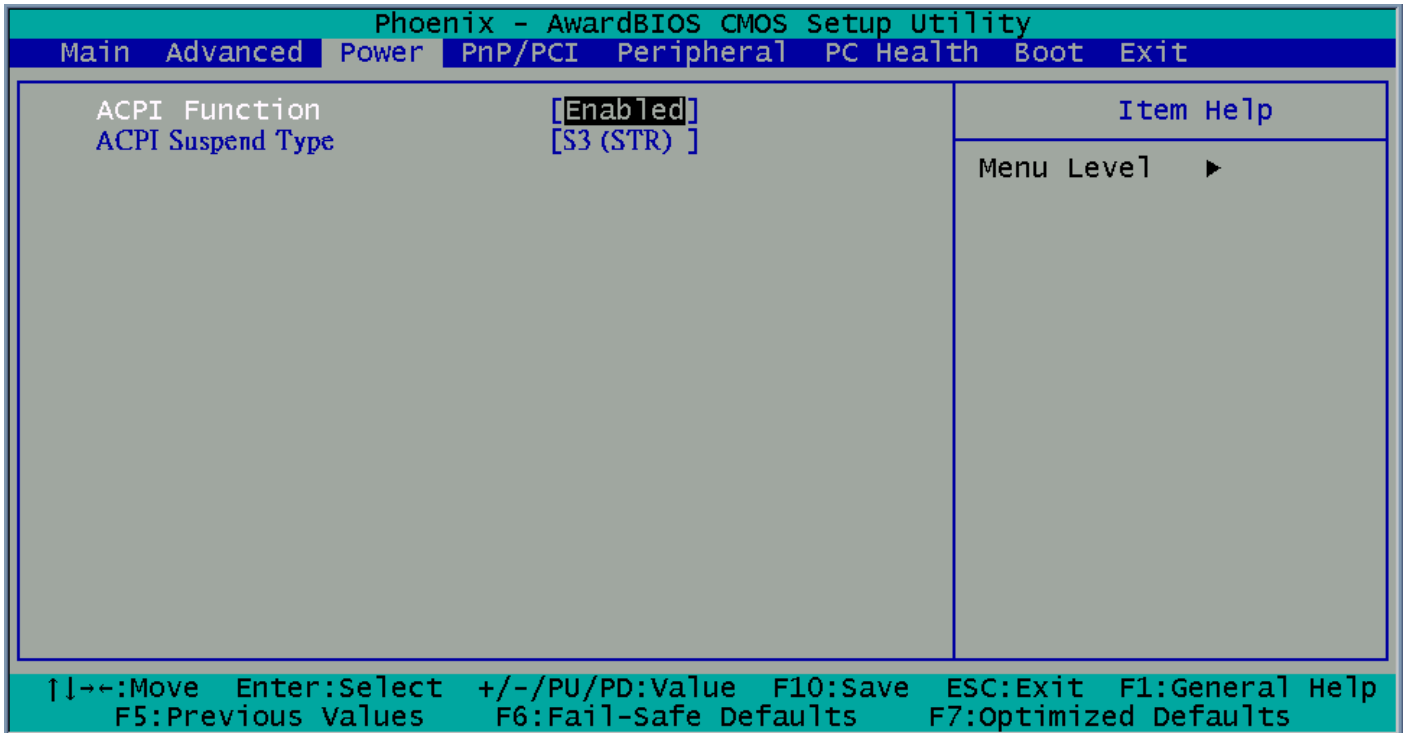 Phoenix - AwardBIOS CMOS Setup Utility
Main Advanced Power PnP/PCI Peripheral PC Health Boot Exit
ACPI Function [Enabled]
ACPI Suspend Type [S3 (STR) ]
Item Help
Menu Level ►
↑↓→←:Move Enter:Select +/-/PU/PD:Value F10:Save ESC:Exit F1:General Help
F5:Previous Values F6:Fail-Safe Defaults F7:Optimized Defaults